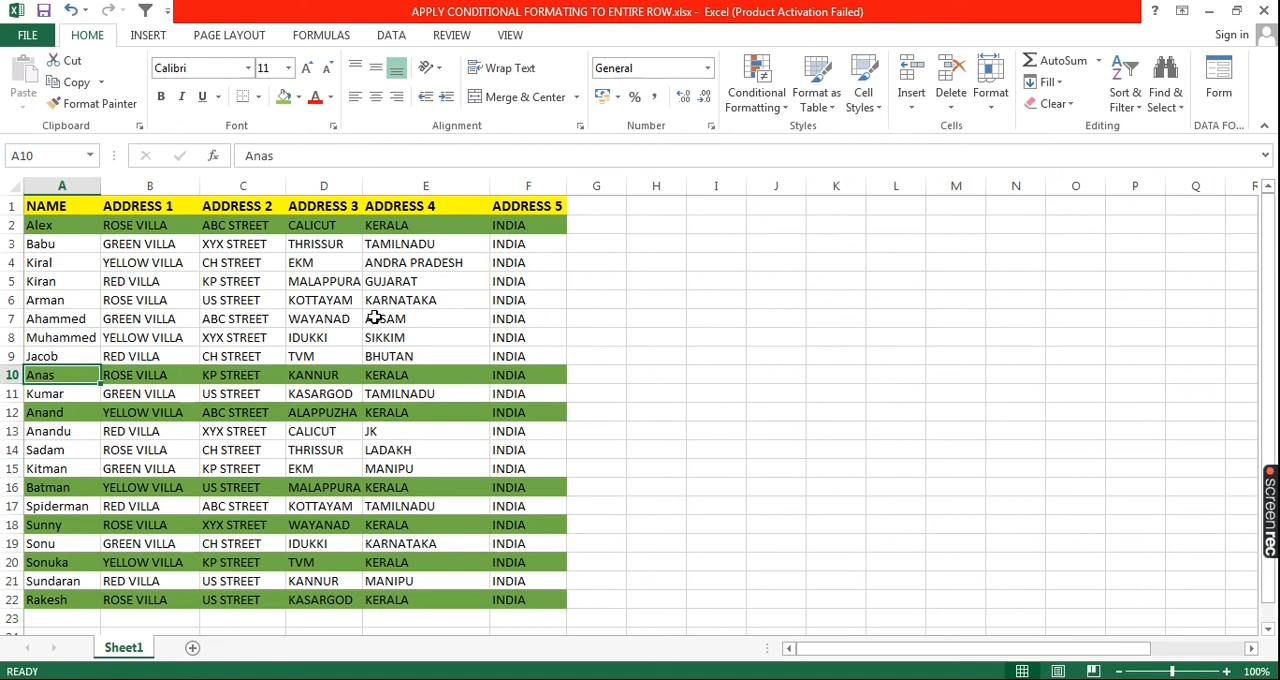 APPLY CONDITIONAL FORMATING TO ENTIRE ROW.xlsx - Excel (Product Activation Failed)
FILE HOME INSERT PAGE LAYOUT FORMULAS DATA REVIEW VIEW Sign in
Paste
Cut
Copy
Format Painter
Clipboard
Calibri 11
B I U
Font
Wrap Text
Merge & Center
Alignment
General
%
Number
Conditional Formatting
Format as Table
Cell Styles
Styles
Insert Delete Format
Cells
AutoSum
Fill
Clear
Sort & Filter
Find & Select
Editing
Form
DATA FO...
A10 fx Anas
A B C D E F G H I J K L M N O P Q R
1 NAME ADDRESS 1 ADDRESS 2 ADDRESS 3 ADDRESS 4 ADDRESS 5
2 Alex ROSE VILLA ABC STREET CALICUT KERALA INDIA
3 Babu GREEN VILLA XYX STREET THRISSUR TAMILNADU INDIA
4 Kiral YELLOW VILLA CH STREET EKM ANDRA PRADESH INDIA
5 Kiran RED VILLA KP STREET MALAPPURA GUJARAT INDIA
6 Arman ROSE VILLA US STREET KOTTAYAM KARNATAKA INDIA
7 Ahammed GREEN VILLA ABC STREET WAYANAD ASSAM INDIA
8 Muhammed YELLOW VILLA XYX STREET IDUKKI SIKKIM INDIA
9 Jacob RED VILLA CH STREET TVM BHUTAN INDIA
10 Anas ROSE VILLA KP STREET KANNUR KERALA INDIA
11 Kumar GREEN VILLA US STREET KASARGOD TAMILNADU INDIA
12 Anand YELLOW VILLA ABC STREET ALAPPUZHA KERALA INDIA
13 Anandu RED VILLA XYX STREET CALICUT JK INDIA
14 Sadam ROSE VILLA CH STREET THRISSUR LADAKH INDIA
15 Kitman GREEN VILLA KP STREET EKM MANIPU INDIA
16 Batman YELLOW VILLA US STREET MALAPPURA KERALA INDIA
17 Spiderman RED VILLA ABC STREET KOTTAYAM TAMILNADU INDIA
18 Sunny ROSE VILLA XYX STREET WAYANAD KERALA INDIA
19 Sonu GREEN VILLA CH STREET IDUKKI KARNATAKA INDIA
20 Sonuka YELLOW VILLA KP STREET TVM KERALA INDIA
21 Sundaran RED VILLA US STREET KANNUR MANIPU INDIA
22 Rakesh ROSE VILLA US STREET KASARGOD KERALA INDIA
23
Sheet1
READY 100%
screenrec